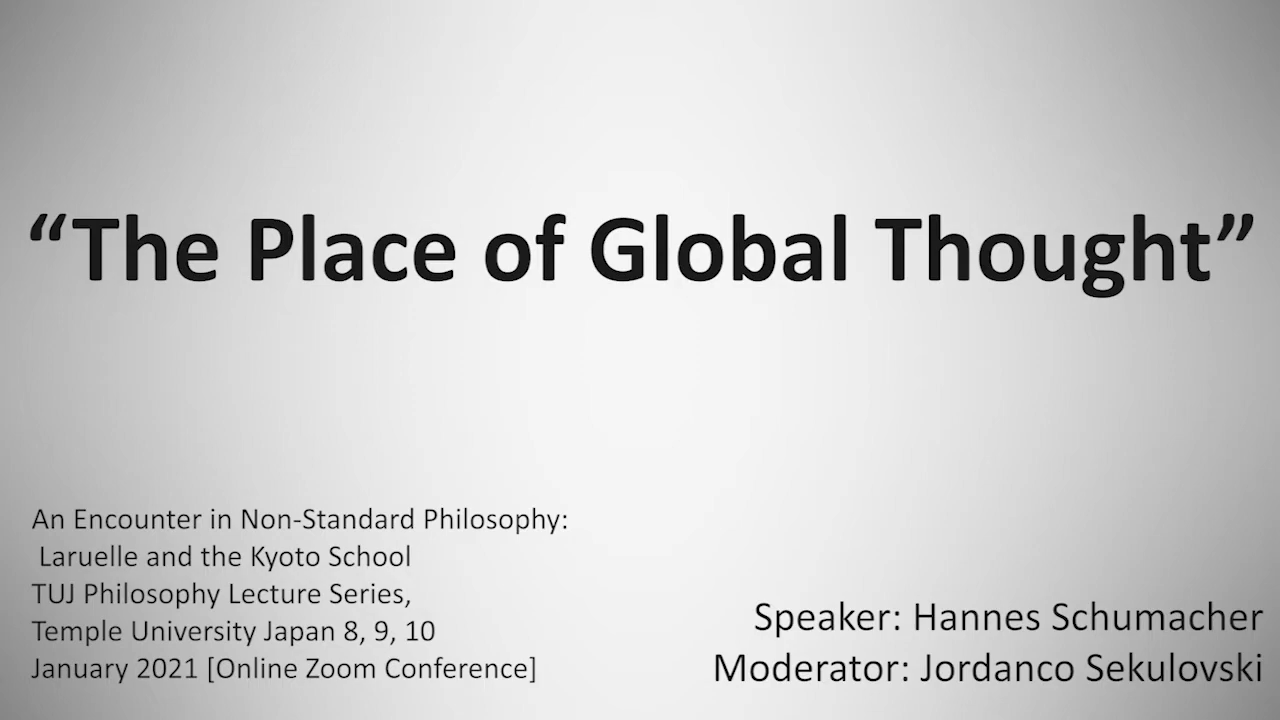 “The Place of Global Thought”
An Encounter in Non-Standard Philosophy:
Laruelle and the Kyoto School
TUJ Philosophy Lecture Series,
Temple University Japan 8, 9, 10
January 2021 [Online Zoom Conference]
Speaker: Hannes Schumacher
Moderator: Jordanco Sekulovski